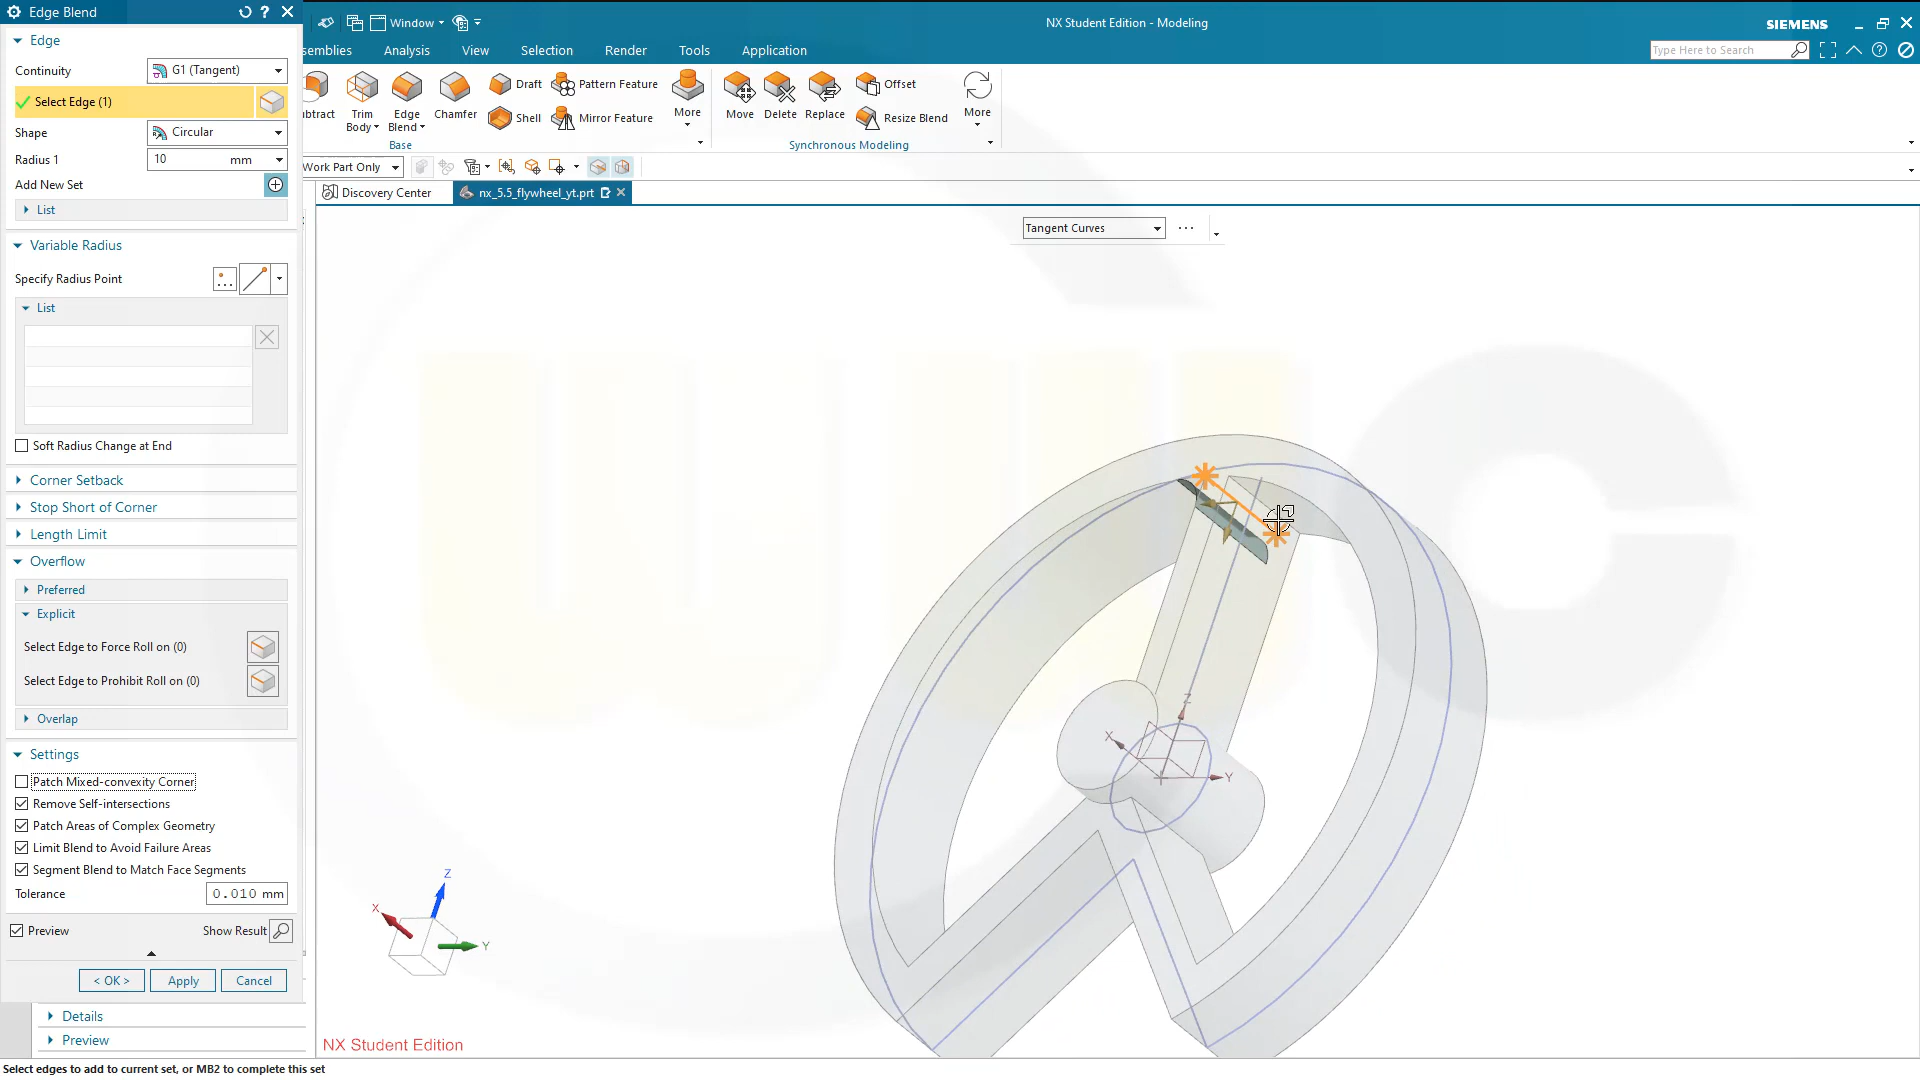 Edge Blend
Window
NX Student Edition - Modeling
SIEMENS
Edge
ssemblies
Analysis
View
Selection
Render
Tools
Application
Type Here to Search
Continuity
G1 (Tangent)
Select Edge (1)
Shape
Circular
Radius 1
10
mm
Add New Set
List
ubtract
Trim Body
Edge Blend
Chamfer
Draft
Shell
Pattern Feature
Mirror Feature
More
Base
Move
Delete
Replace
Offset
Resize Blend
More
Synchronous Modeling
Work Part Only
Discovery Center
nx_5.5_flywheel_yt.prt
Tangent Curves
Variable Radius
Specify Radius Point
List
Soft Radius Change at End
Corner Setback
Stop Short of Corner
Length Limit
Overflow
Preferred
Explicit
Select Edge to Force Roll on (0)
Select Edge to Prohibit Roll on (0)
Overlap
Settings
Patch Mixed-convexity Corner
Remove Self-intersections
Patch Areas of Complex Geometry
Limit Blend to Avoid Failure Areas
Segment Blend to Match Face Segments
Tolerance
0.010 mm
Preview
Show Result
< OK >
Apply
Cancel
Details
Preview
Z
X
Y
Z
X
Y
NX Student Edition
Select edges to add to current set, or MB2 to complete this set
WUC